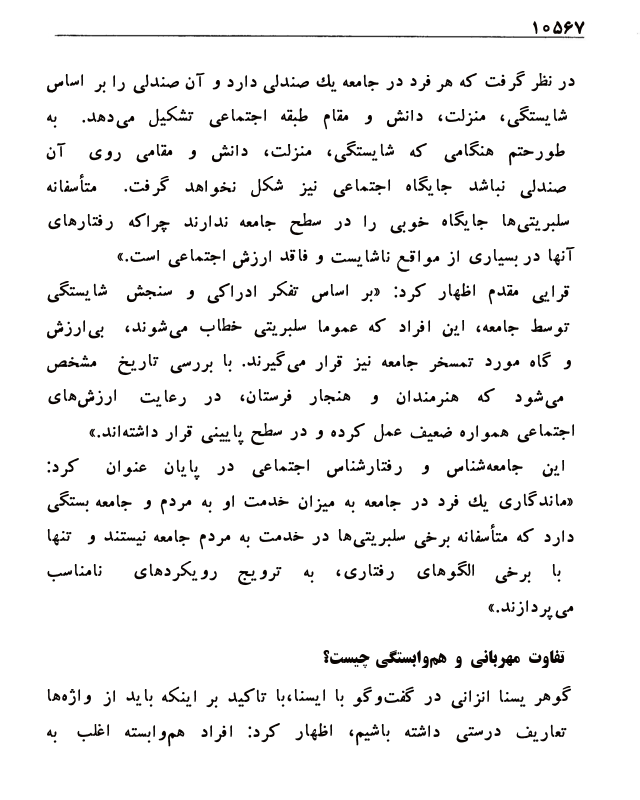 ۱۰۵۶۷
در نظر گرفت که هر فرد در جامعه یك صندلی دارد و آن صندلی را بر اساس
شایستگی، منزلت، دانش و مقام طبقه اجتماعی تشکیل می‌دهد. به
طورحتم هنگامی که شایستگی، منزلت، دانش و مقامی روی آن
صندلی نباشد جایگاه اجتماعی نیز شکل نخواهد گرفت. متأسفانه
سلبریتی‌ها جایگاه خوبی را در سطح جامعه ندارند چراکه رفتارهای
آنها در بسیاری از مواقع ناشایست و فاقد ارزش اجتماعی است.»
قرایی مقدم اظهار کرد: «بر اساس تفکر ادراکی و سنجش شایستگی
توسط جامعه، این افراد که عموما سلبریتی خطاب می‌شوند، بی‌ارزش
و گاه مورد تمسخر جامعه نیز قرار می‌گیرند. با بررسی تاریخ مشخص
می‌شود که هنرمندان و هنجار فرستان، در رعایت ارزش‌های
اجتماعی همواره ضعیف عمل کرده و در سطح پایینی قرار داشته‌اند.»
این جامعه‌شناس و رفتارشناس اجتماعی در پایان عنوان کرد:
«ماندگاری یك فرد در جامعه به میزان خدمت او به مردم و جامعه بستگی
دارد که متأسفانه برخی سلبریتی‌ها در خدمت به مردم جامعه نیستند و تنها
با برخی الگوهای رفتاری، به ترویج رویکردهای نامناسب
می‌پردازند.»
تفاوت مهربانی و هم‌وابستگی چیست؟
گوهر یسنا انزانی در گفت‌وگو با ایسنا،با تاکید بر اینکه باید از واژه‌ها
تعاریف درستی داشته باشیم، اظهار کرد: افراد هم‌وابسته اغلب به